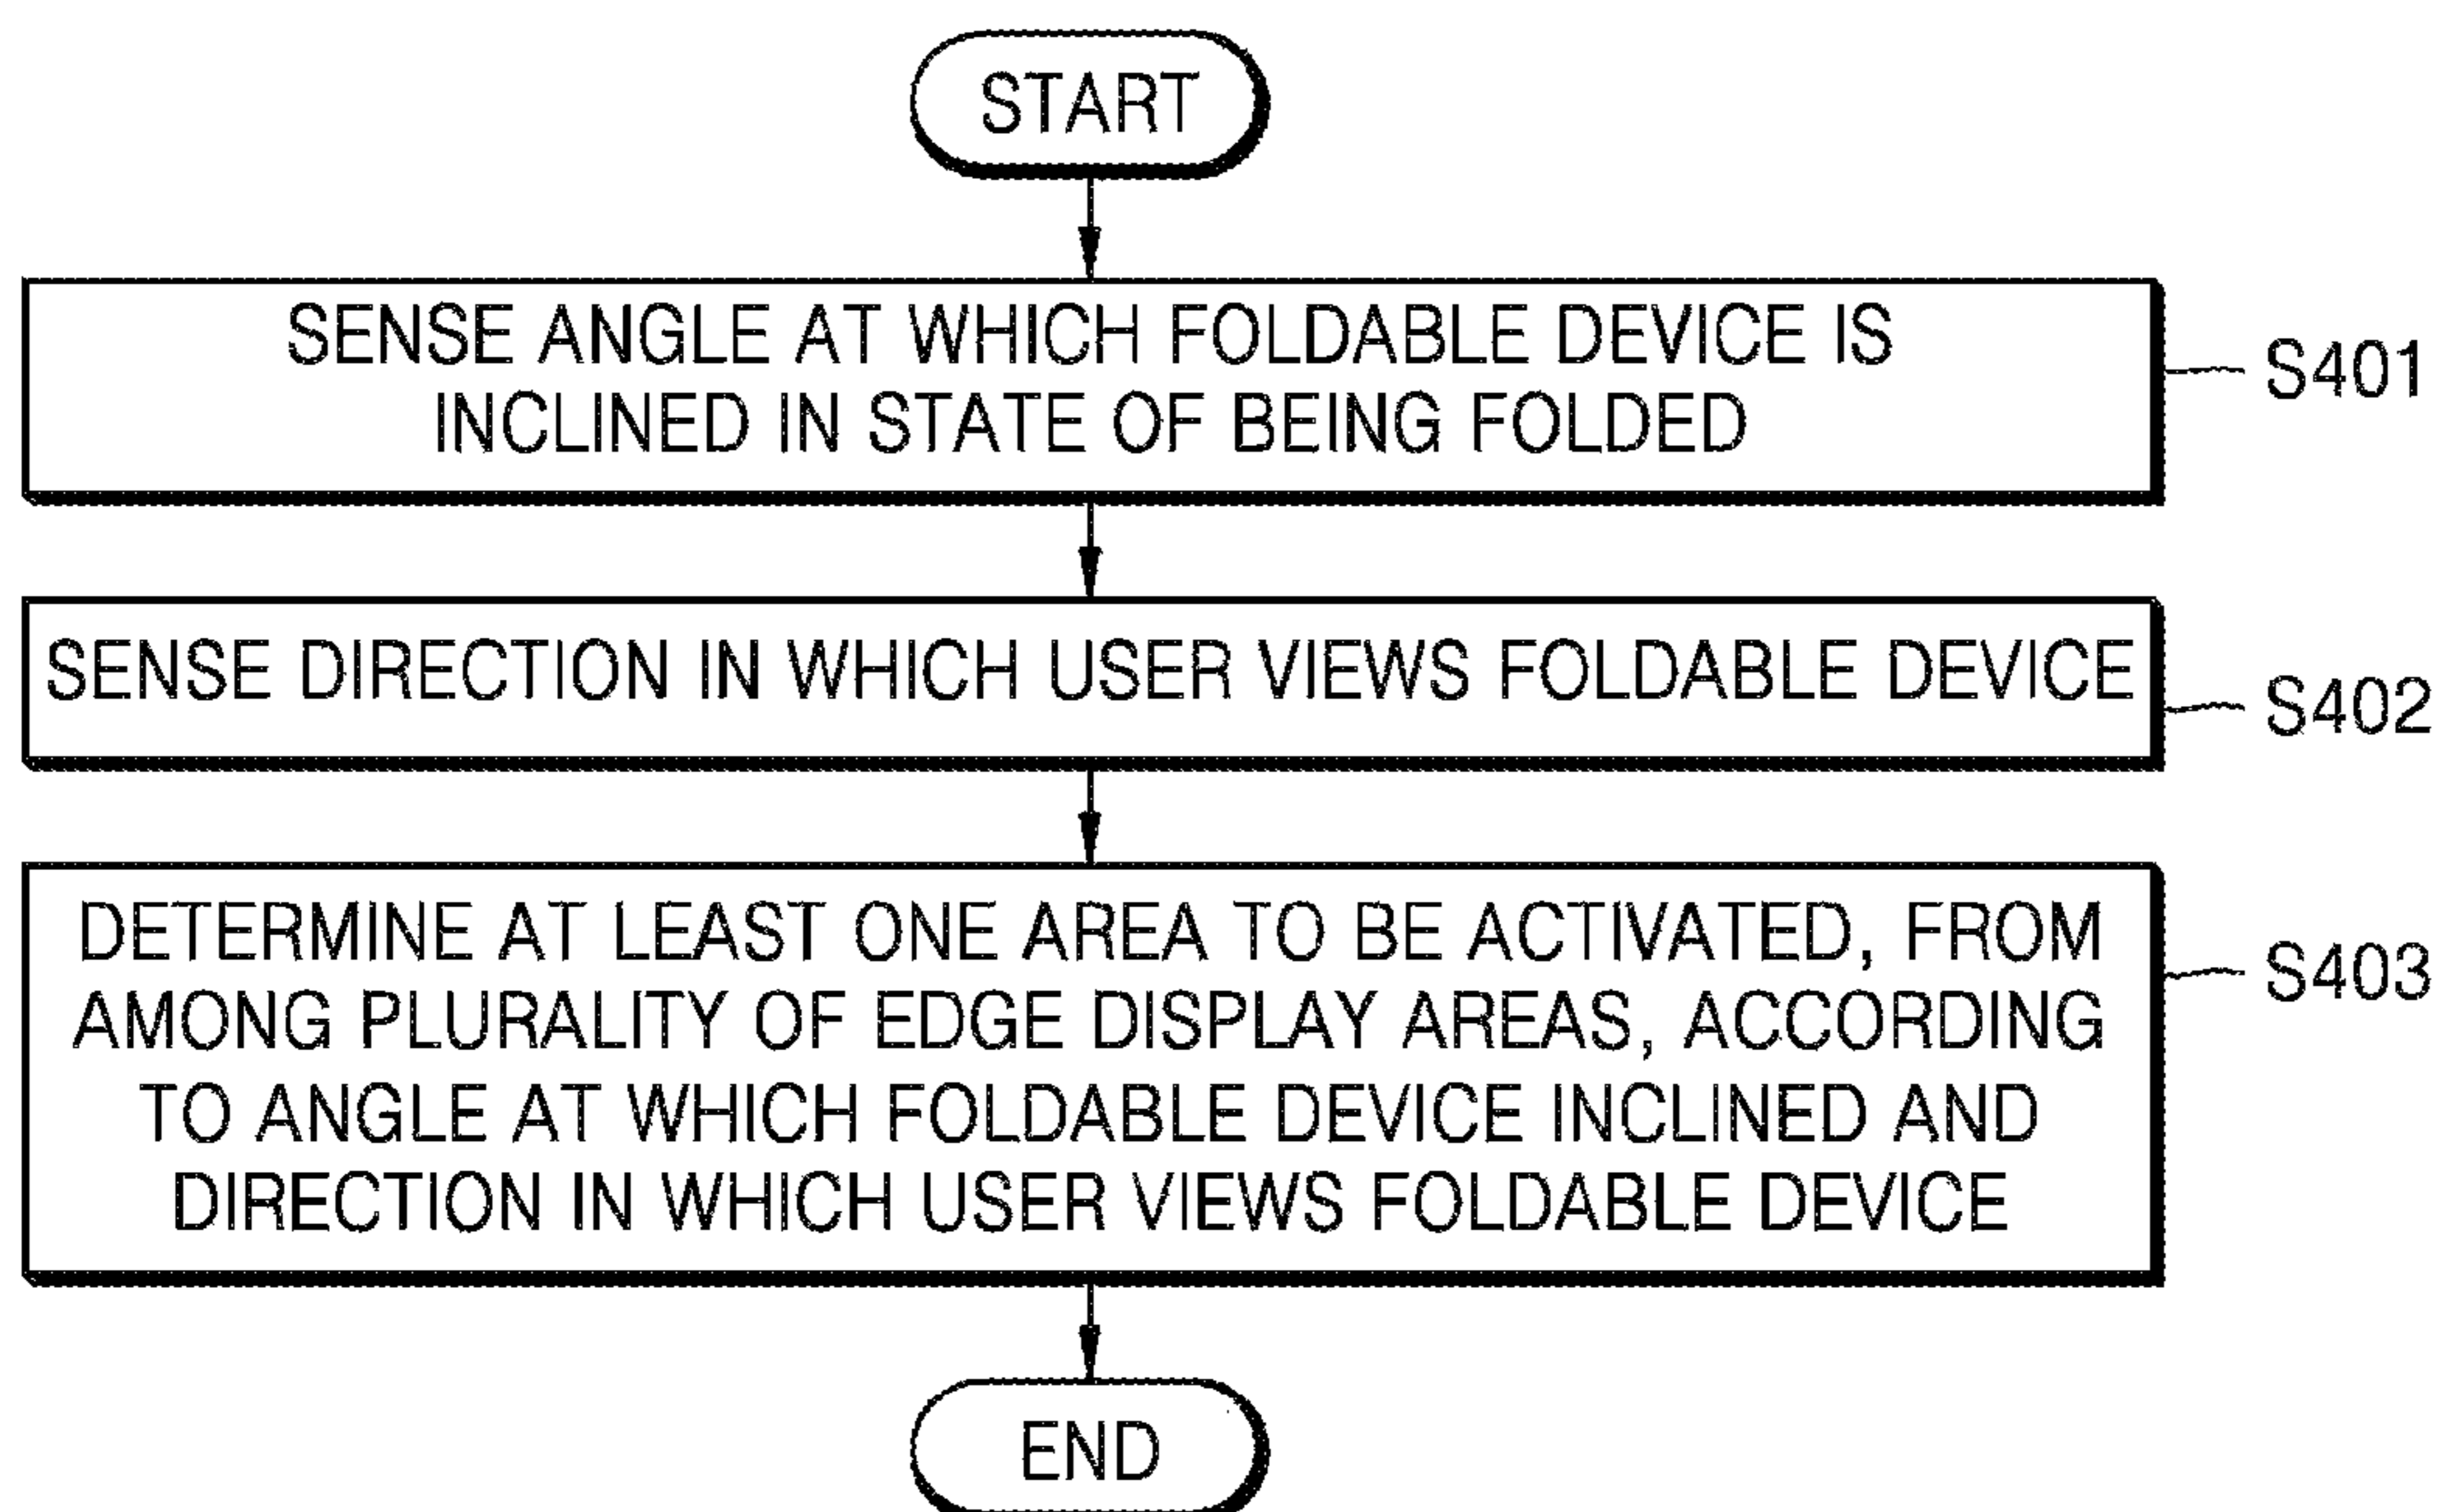 START
SENSE ANGLE AT WHICH FOLDABLE DEVICE IS
INCLINED IN STATE OF BEING FOLDED
S401
SENSE DIRECTION IN WHICH USER VIEWS FOLDABLE DEVICE
S402
DETERMINE AT LEAST ONE AREA TO BE ACTIVATED, FROM
AMONG PLURALITY OF EDGE DISPLAY AREAS, ACCORDING
TO ANGLE AT WHICH FOLDABLE DEVICE INCLINED AND
DIRECTION IN WHICH USER VIEWS FOLDABLE DEVICE
S403
END